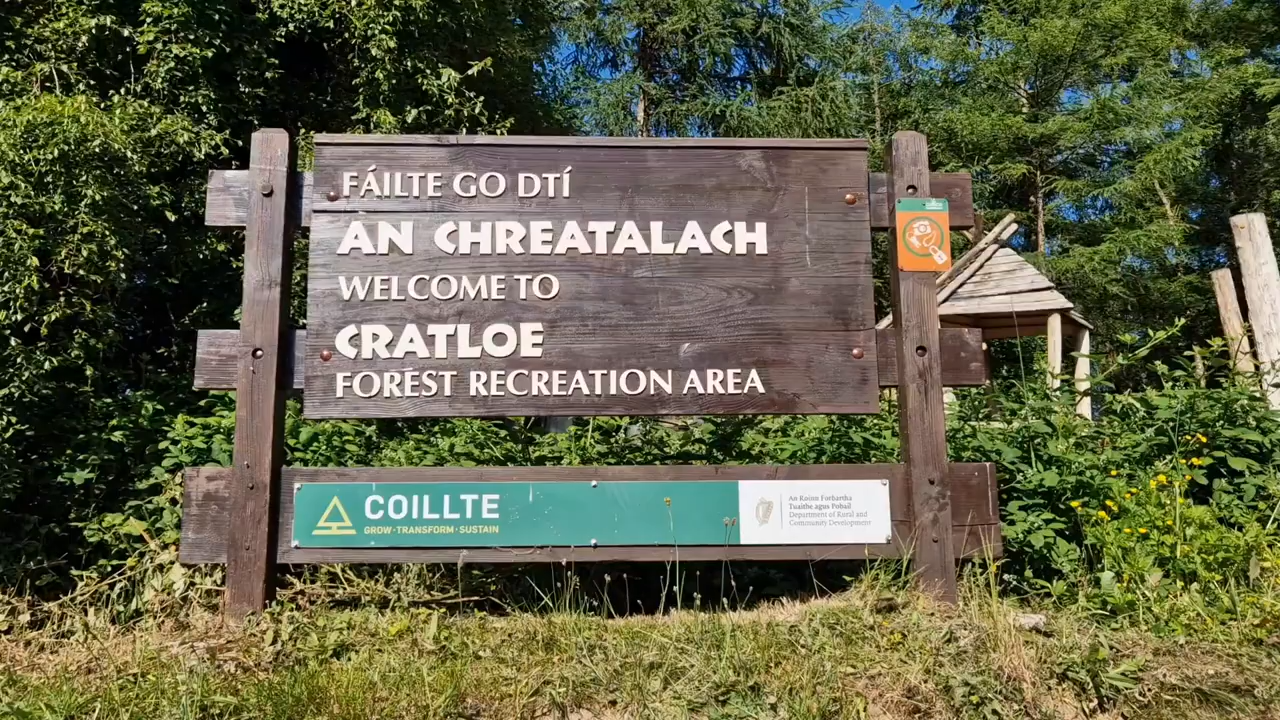 FÁILTE GO DTÍ
AN CHREATALACH
WELCOME TO
CRATLOE
FOREST RECREATION AREA
COILLTE
GROW · TRANSFORM · SUSTAIN
An Roinn Forbartha
Tuaithe agus Pobail
Department of Rural and
Community Development